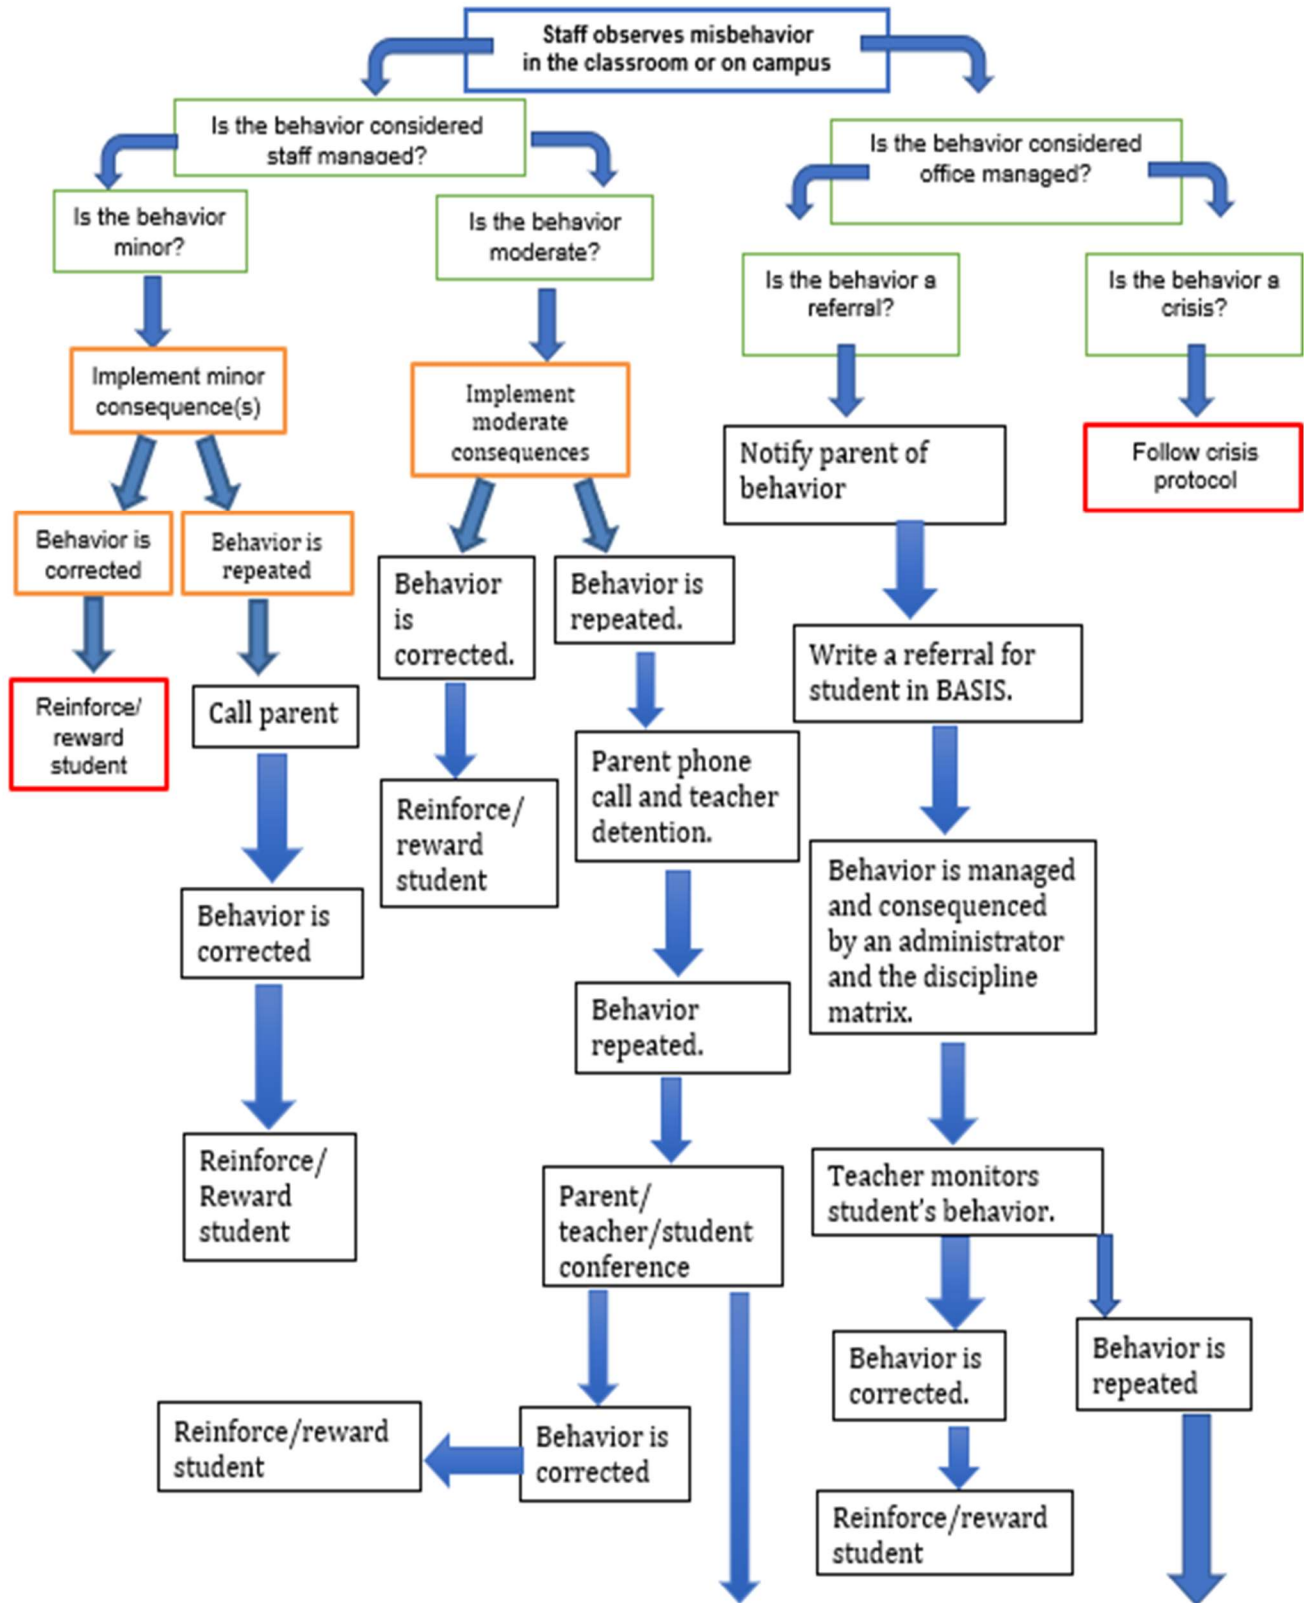 Staff observes misbehavior
in the classroom or on campus
Is the behavior considered
staff managed?
Is the behavior considered
office managed?
Is the behavior
minor?
Is the behavior
moderate?
Is the behavior a
referral?
Is the behavior a
crisis?
Implement minor
consequence(s)
Implement
moderate
consequences
Notify parent of
behavior
Follow crisis
protocol
Behavior is
corrected
Behavior is
repeated
Behavior
is
corrected.
Behavior is
repeated.
Write a referral for
student in BASIS.
Reinforce/
reward
student
Call parent
Reinforce/
reward
student
Parent phone
call and teacher
detention.
Behavior is managed
and consequenced
by an administrator
and the discipline
matrix.
Behavior is
corrected
Behavior
repeated.
Reinforce/
Reward
student
Parent/
teacher/student
conference
Teacher monitors
student's behavior.
Behavior is
corrected.
Behavior is
repeated
Reinforce/reward
student
Behavior is
corrected
Reinforce/reward
student